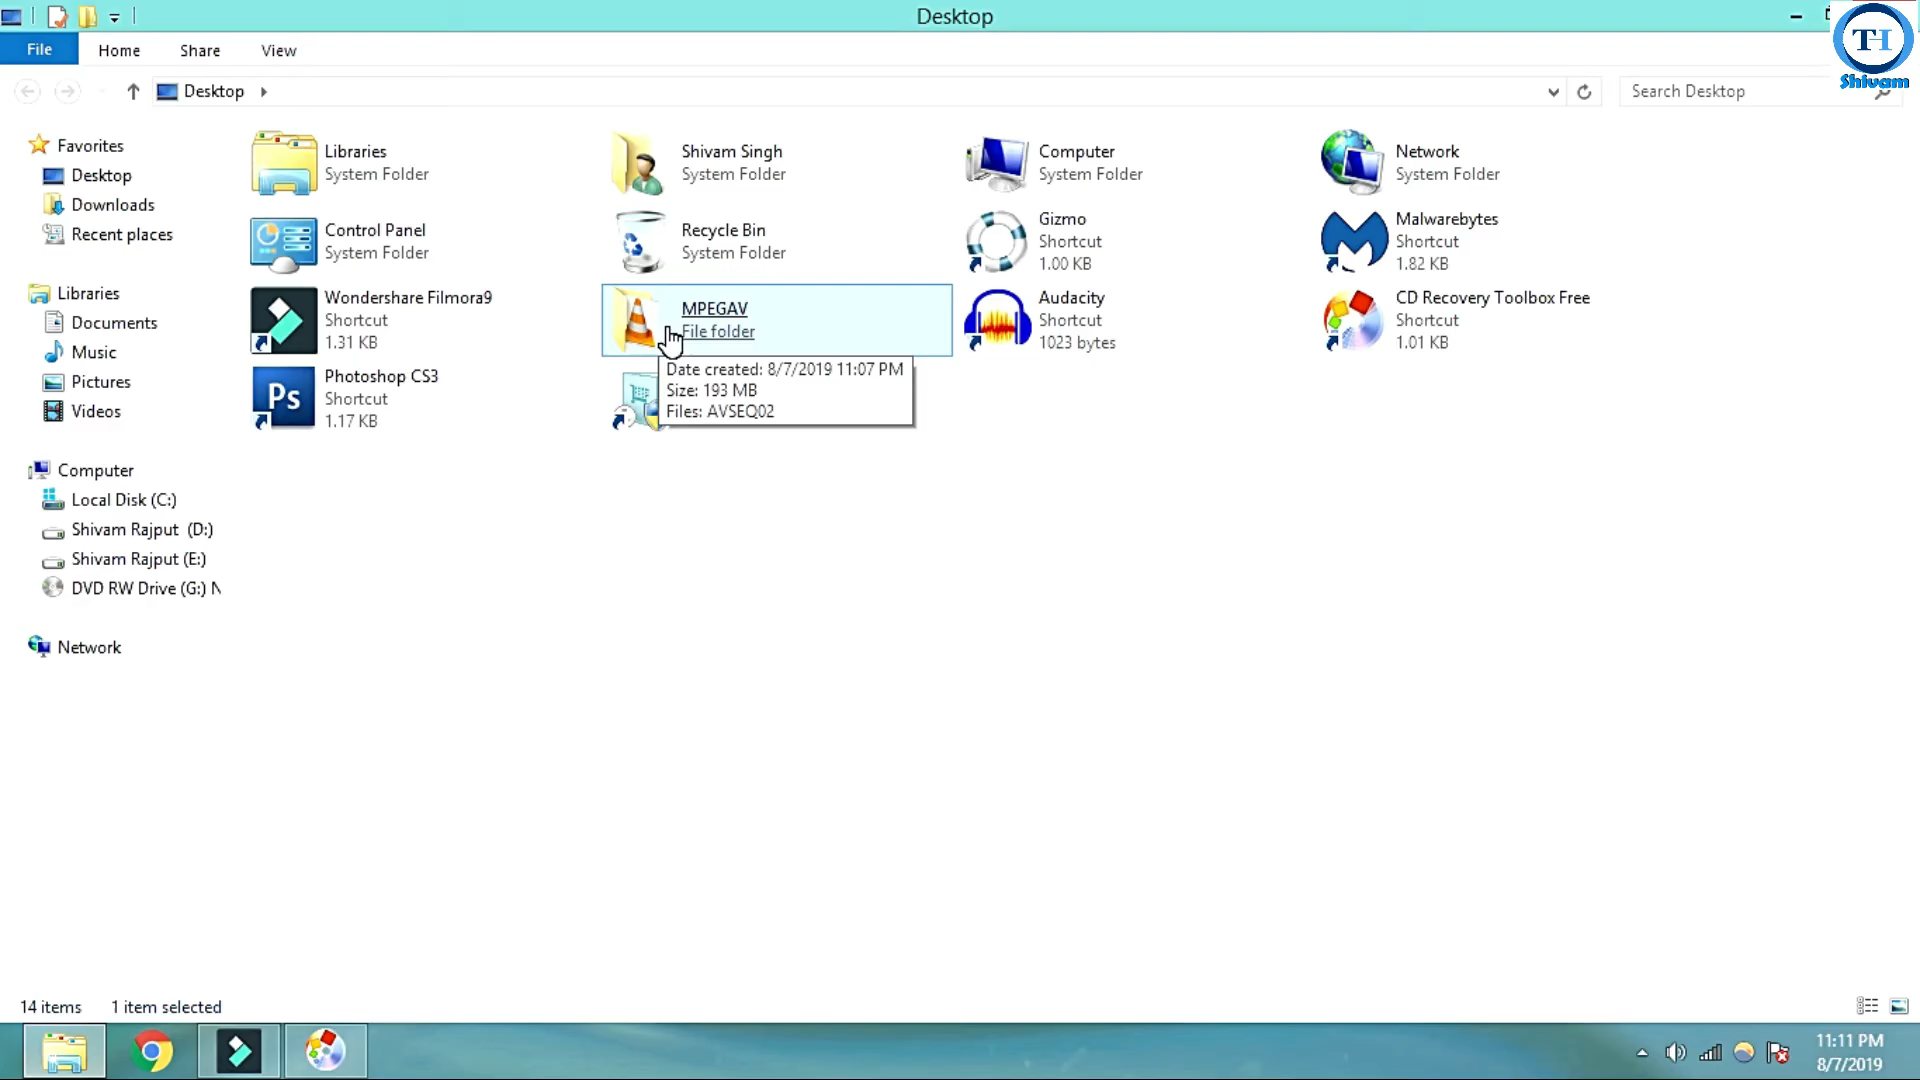 Desktop
TH
Shivam
File
Home
Share
View
Desktop
Search Desktop
Favorites
Desktop
Downloads
Recent places
Libraries
Documents
Music
Pictures
Videos
Computer
Local Disk (C:)
Shivam Rajput (D:)
Shivam Rajput (E:)
DVD RW Drive (G:) N
Network
Libraries
System Folder
Shivam Singh
System Folder
Computer
System Folder
Network
System Folder
Control Panel
System Folder
Recycle Bin
System Folder
Gizmo
Shortcut
1.00 KB
Malwarebytes
Shortcut
1.82 KB
Wondershare Filmora9
Shortcut
1.31 KB
MPEGAV
File folder
Audacity
Shortcut
1023 bytes
CD Recovery Toolbox Free
Shortcut
1.01 KB
Ps
Photoshop CS3
Shortcut
1.17 KB
Date created: 8/7/2019 11:07 PM
Size: 193 MB
Files: AVSEQ02
14 items
1 item selected
11:11 PM
8/7/2019